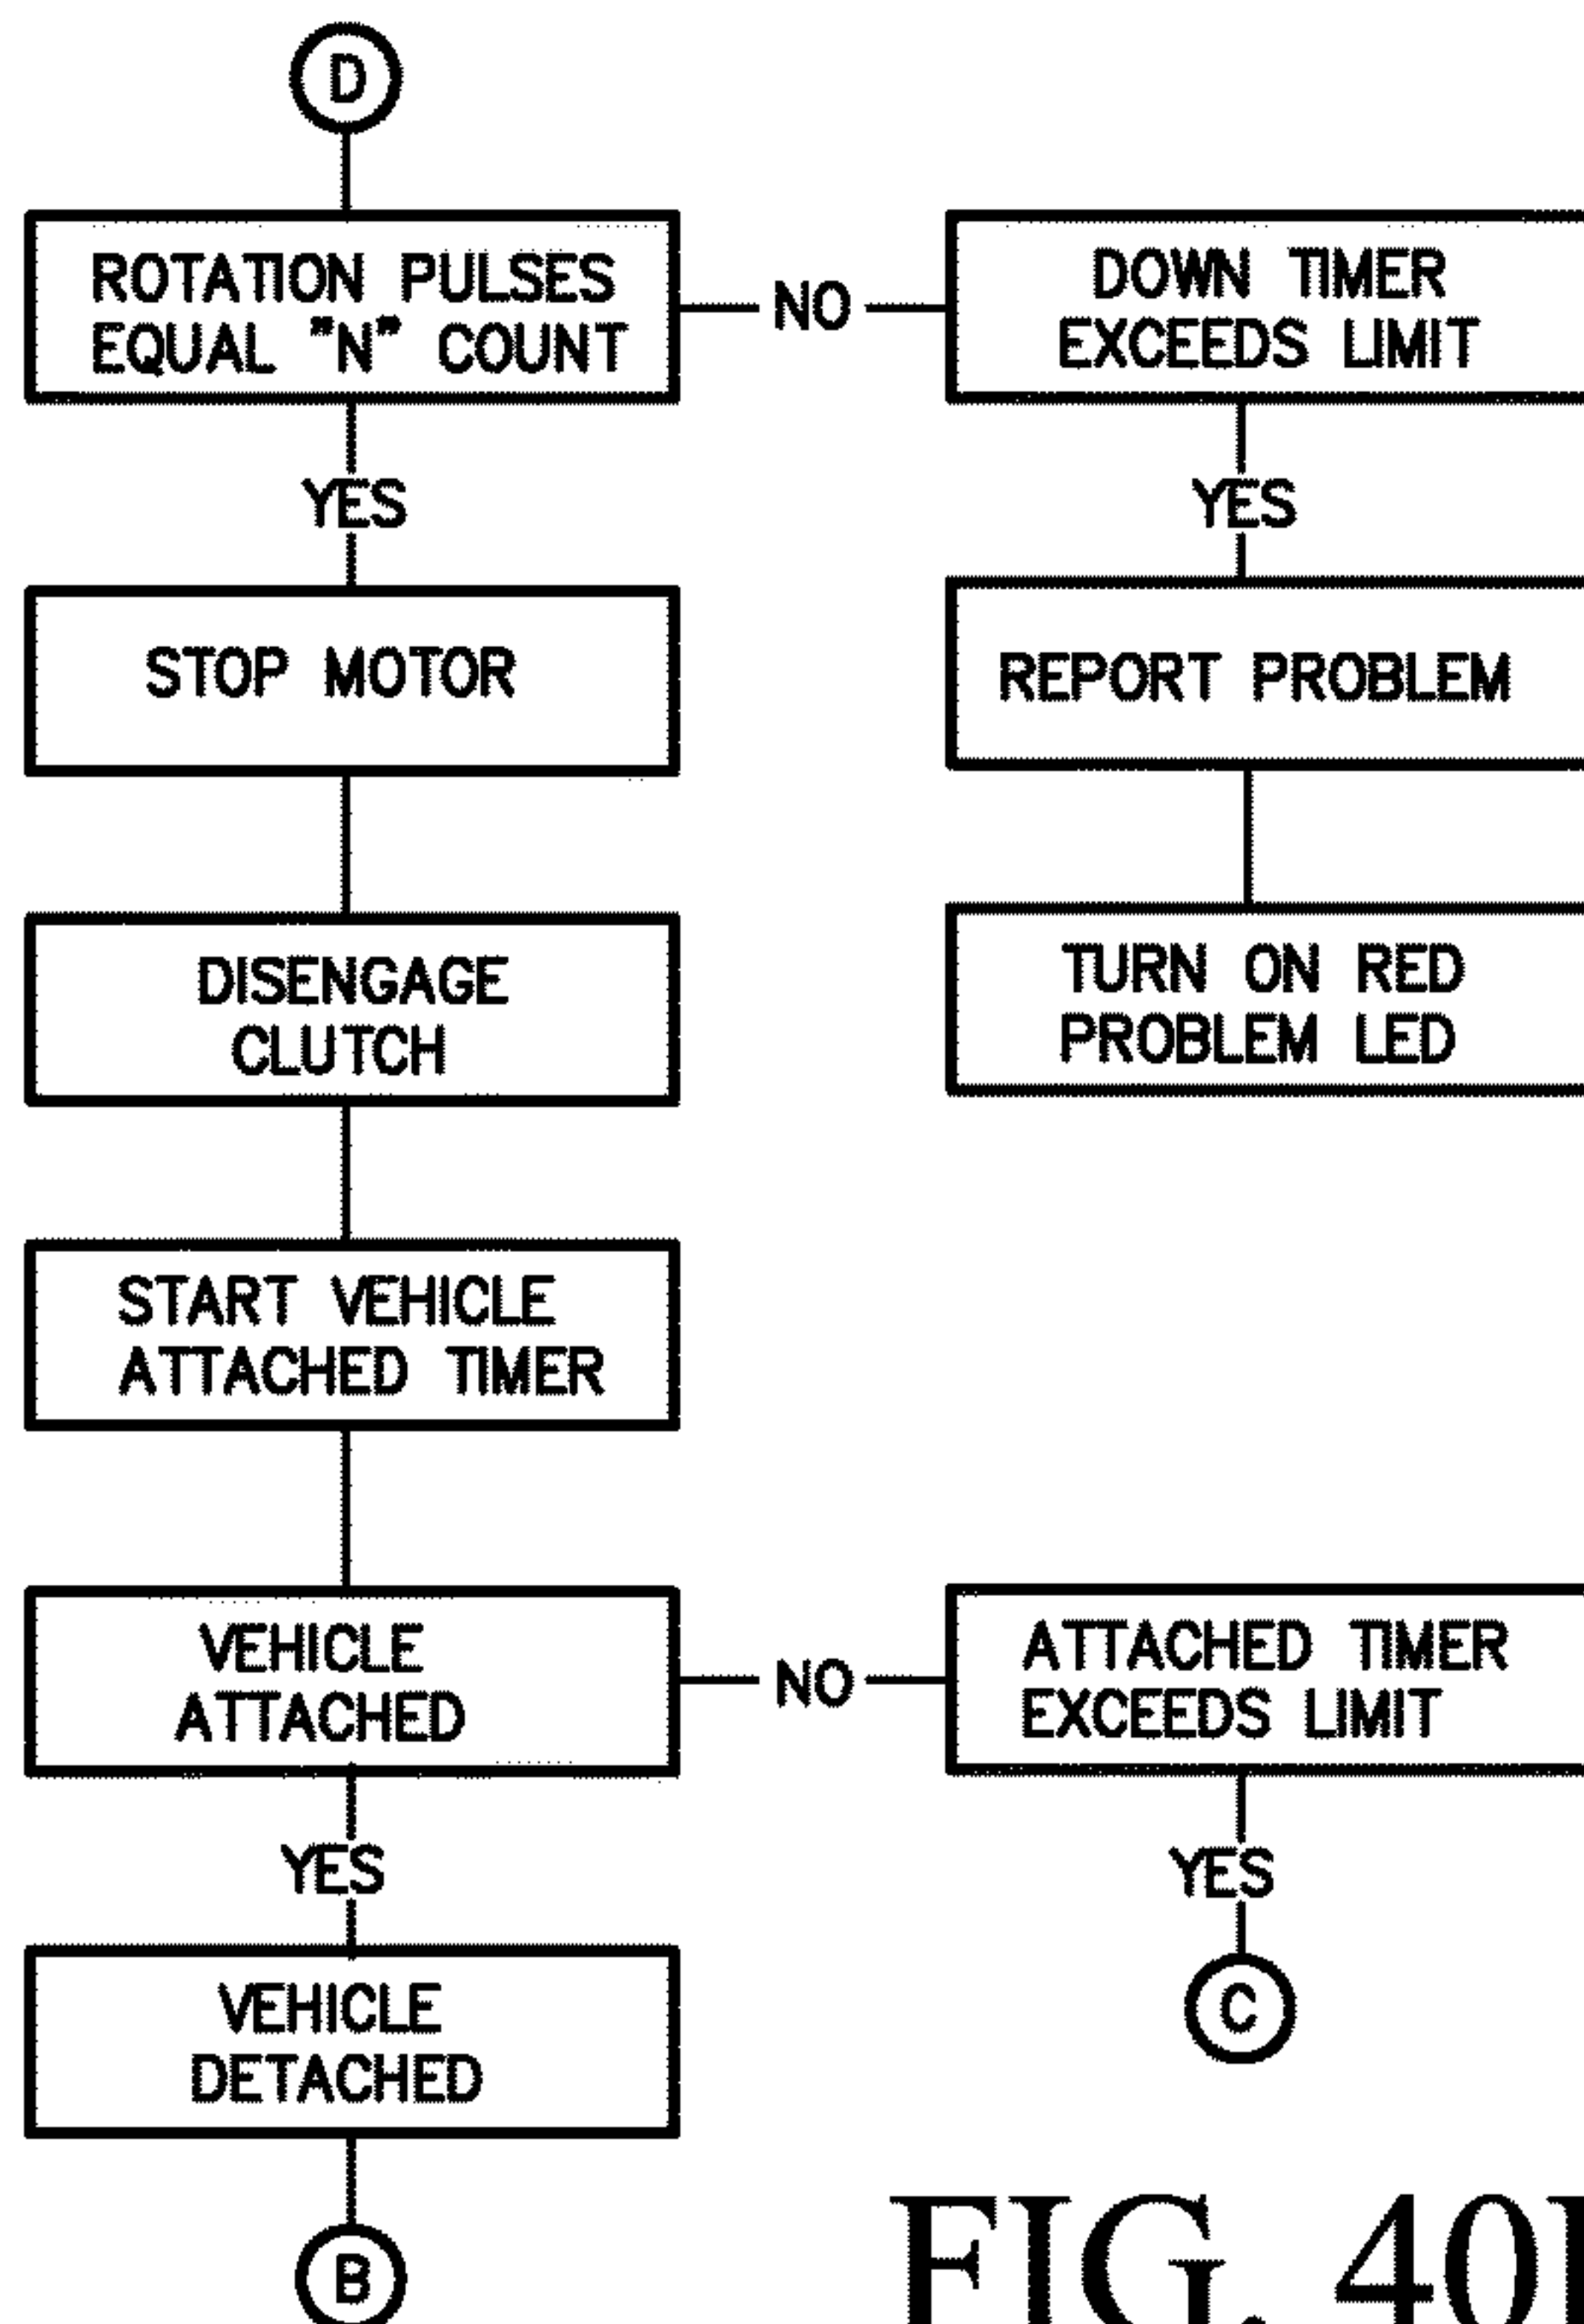 D
ROTATION PULSES
EQUAL "N" COUNT
NO
DOWN TIMER
EXCEEDS LIMIT
YES
YES
STOP MOTOR
REPORT PROBLEM
DISENGAGE
CLUTCH
TURN ON RED
PROBLEM LED
START VEHICLE
ATTACHED TIMER
VEHICLE
ATTACHED
NO
ATTACHED TIMER
EXCEEDS LIMIT
YES
YES
VEHICLE
DETACHED
C
B
FIG.